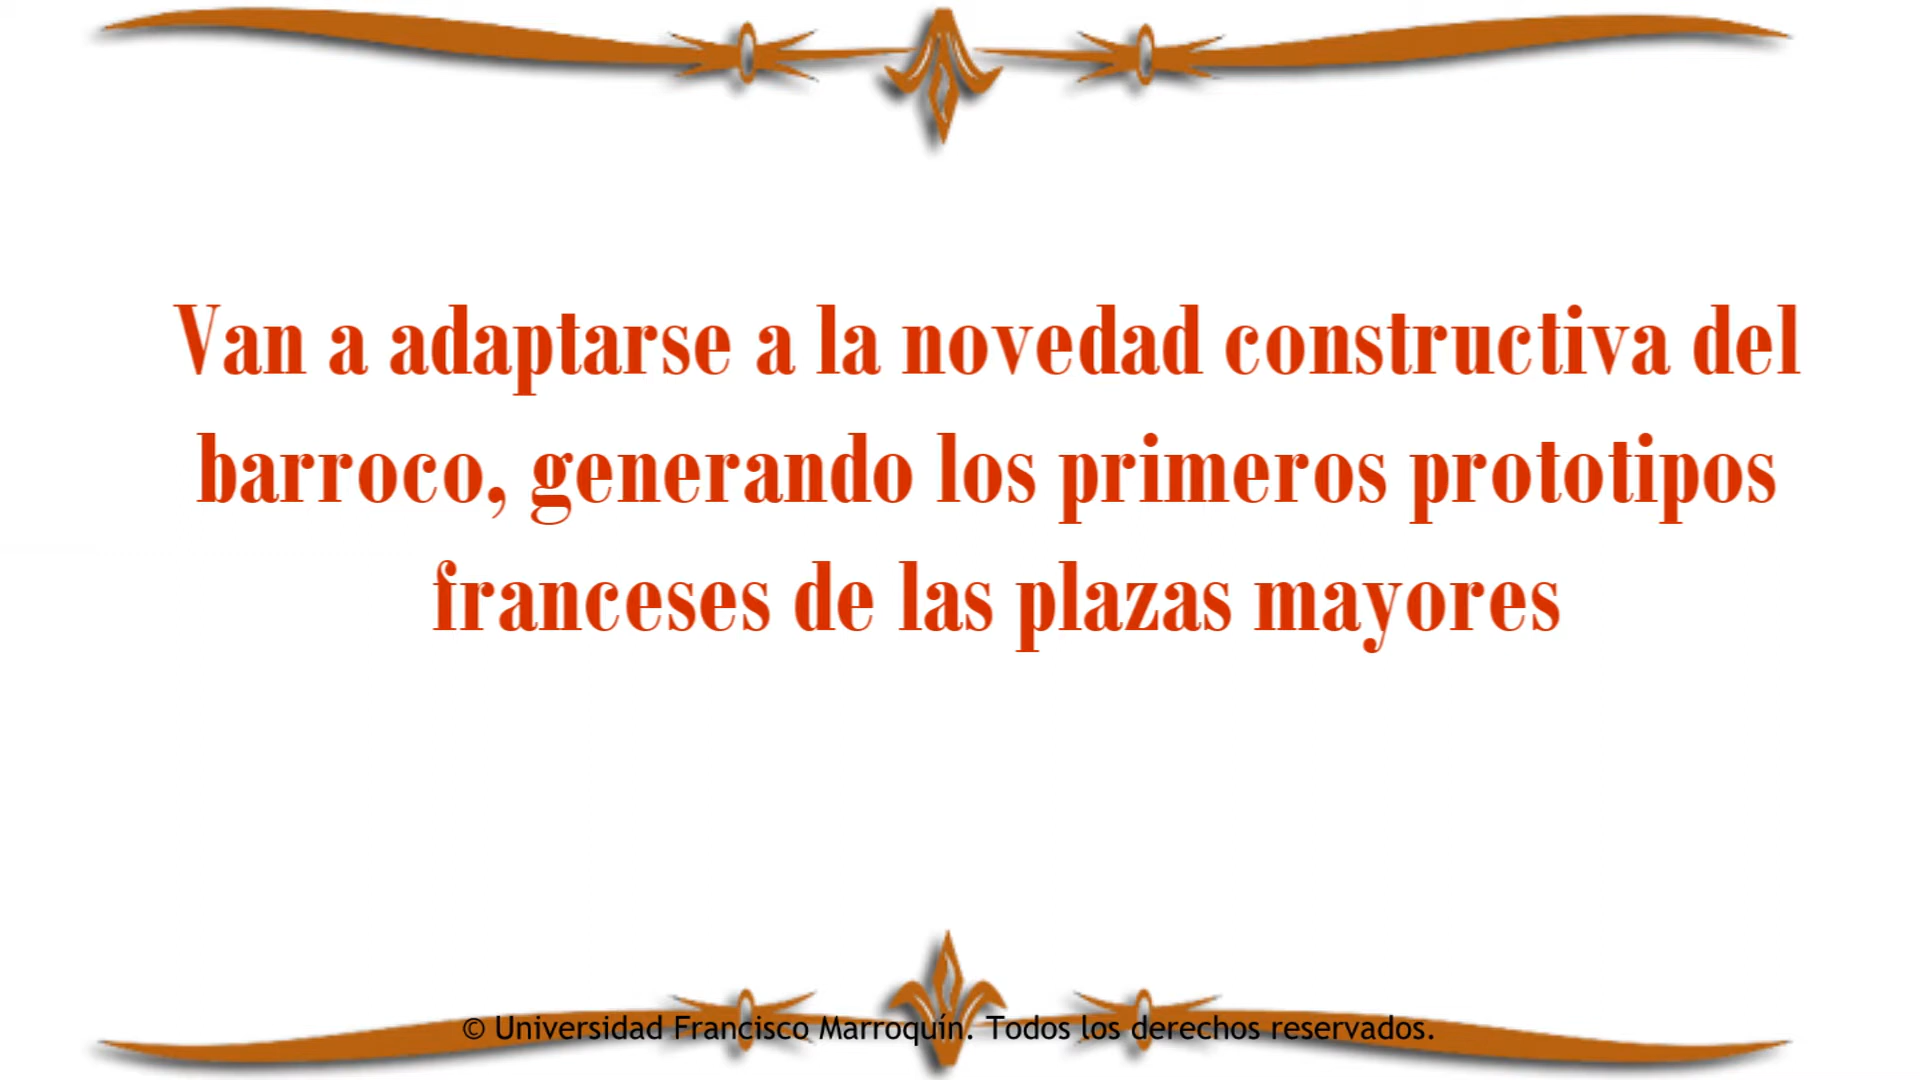 Van a adaptarse a la novedad constructiva del
barroco, generando los primeros prototipos
franceses de las plazas mayores
© Universidad Francisco Marroquín. Todos los derechos reservados.